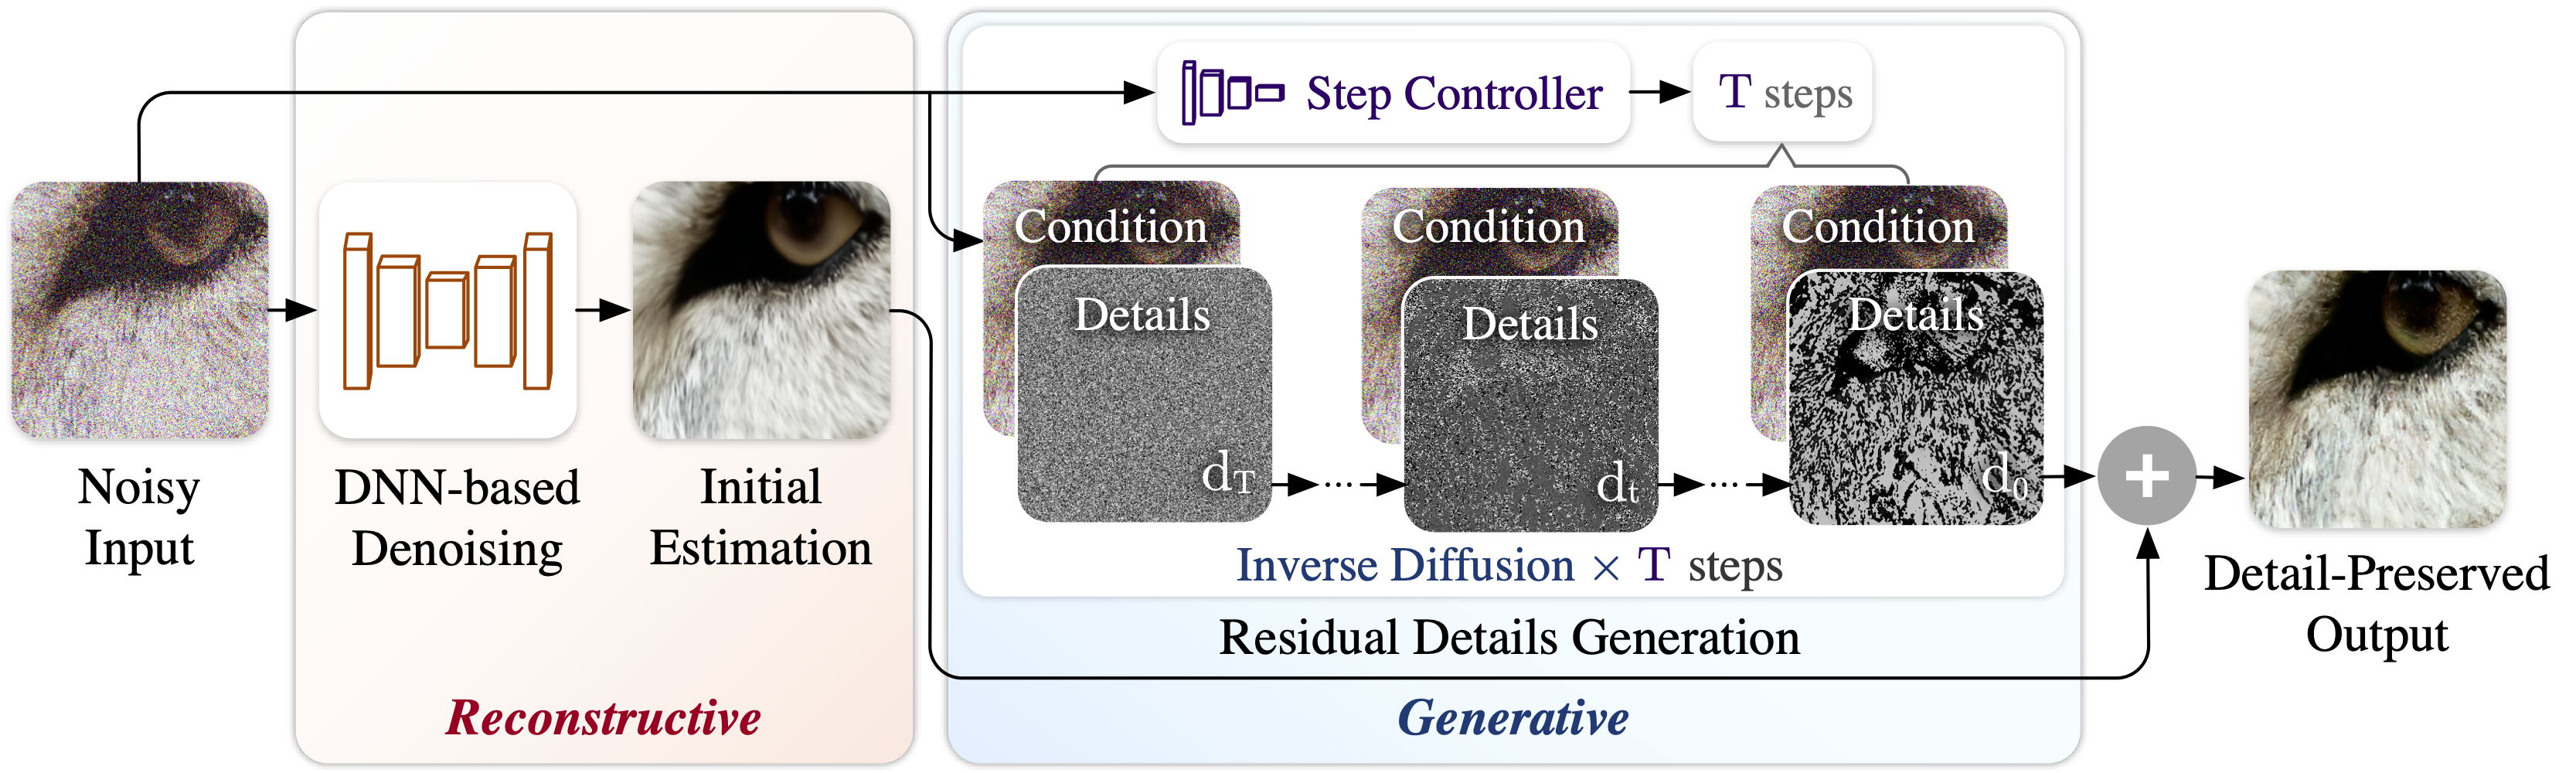 Step Controller
T steps
Condition
Condition
Condition
Details
Details
Details
d_T
d_t
d_0
+
Noisy
Input
DNN-based
Denoising
Initial
Estimation
Inverse Diffusion × T steps
Detail-Preserved
Output
Residual Details Generation
Reconstructive
Generative